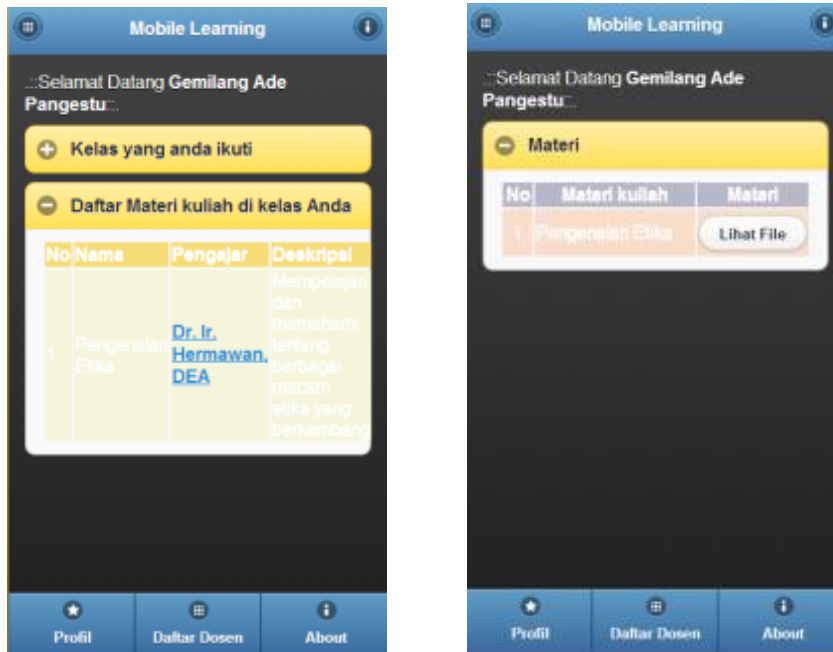 Mobile Learning
.::Selamat Datang Gemilang Ade
Pangestu::.
Kelas yang anda ikuti
Daftar Materi kuliah di kelas Anda
No Nama Pengajar Deskripsi
1 Pengenalan Etika
Dr. Ir.
Hermawan,
DEA
Mempelajari
dan
memahami
tentang
berbagai
macam
etika yang
berkembang
Profil Daftar Dosen About
Mobile Learning
.::Selamat Datang Gemilang Ade
Pangestu::.
Materi
No Materi kuliah Materi
1 Pengenalan Etika Lihat File
Profil Daftar Dosen About